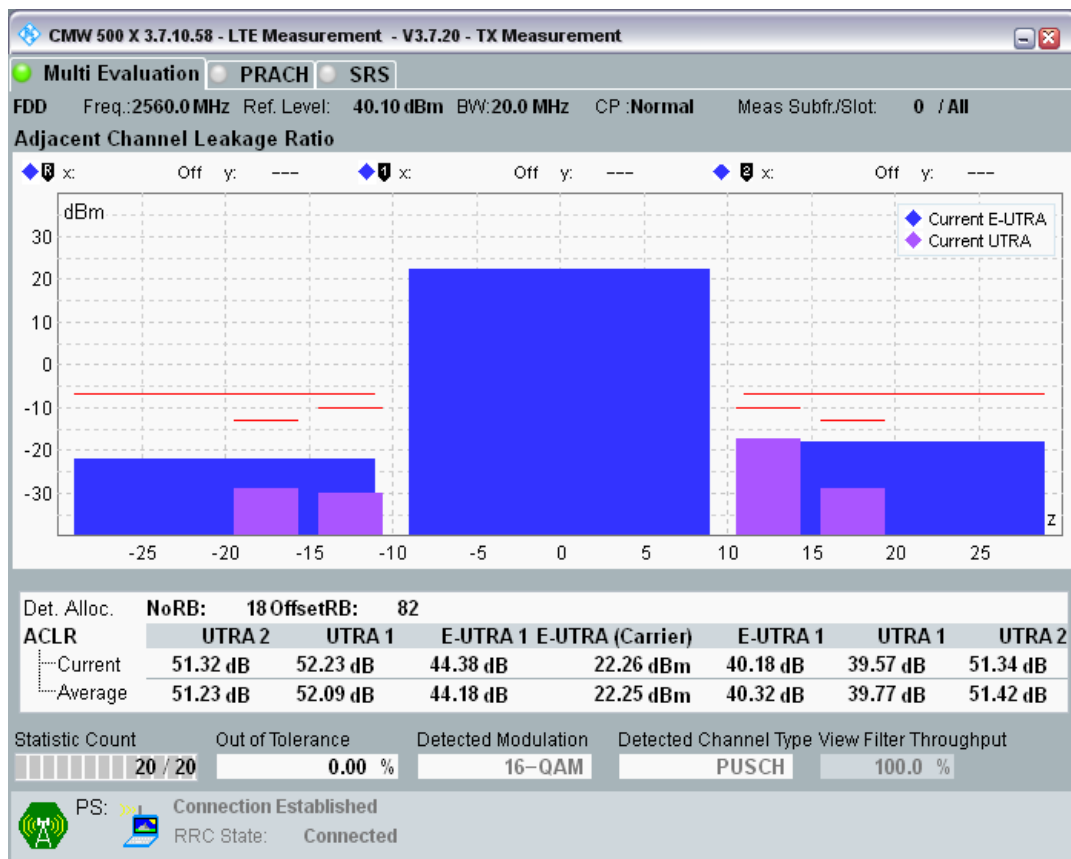 CMW 500 X 3.7.10.58 - LTE Measurement - V3.7.20 - TX Measurement
Multi Evaluation PRACH SRS
FDD Freq.:2560.0 MHz Ref. Level: 40.10 dBm BW:20.0 MHz CP :Normal Meas Subfr./Slot: 0 / All
Adjacent Channel Leakage Ratio
R x: Off y: --- 1 x: Off y: --- 2 x: Off y: ---
dBm
Current E-UTRA
Current UTRA
30
20
10
0
-10
-20
-30
z
-25 -20 -15 -10 -5 0 5 10 15 20 25
Det. Alloc. NoRB: 18 OffsetRB: 82
ACLR UTRA 2 UTRA 1 E-UTRA 1 E-UTRA (Carrier) E-UTRA 1 UTRA 1 UTRA 2
Current 51.32 dB 52.23 dB 44.38 dB 22.26 dBm 40.18 dB 39.57 dB 51.34 dB
Average 51.23 dB 52.09 dB 44.18 dB 22.25 dBm 40.32 dB 39.77 dB 51.42 dB
Statistic Count Out of Tolerance Detected Modulation Detected Channel Type View Filter Throughput
20 / 20 0.00 % 16-QAM PUSCH 100.0 %
PS: Connection Established
RRC State: Connected